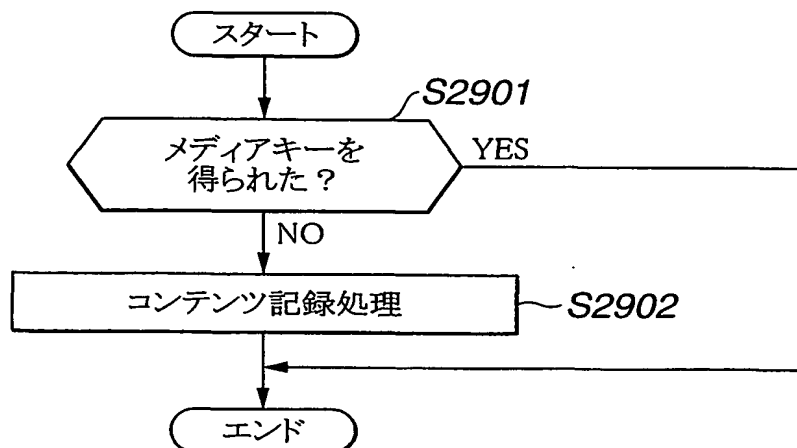 スタート
S2901
メディアキーを
得られた?
YES
NO
コンテンツ記録処理
S2902
エンド